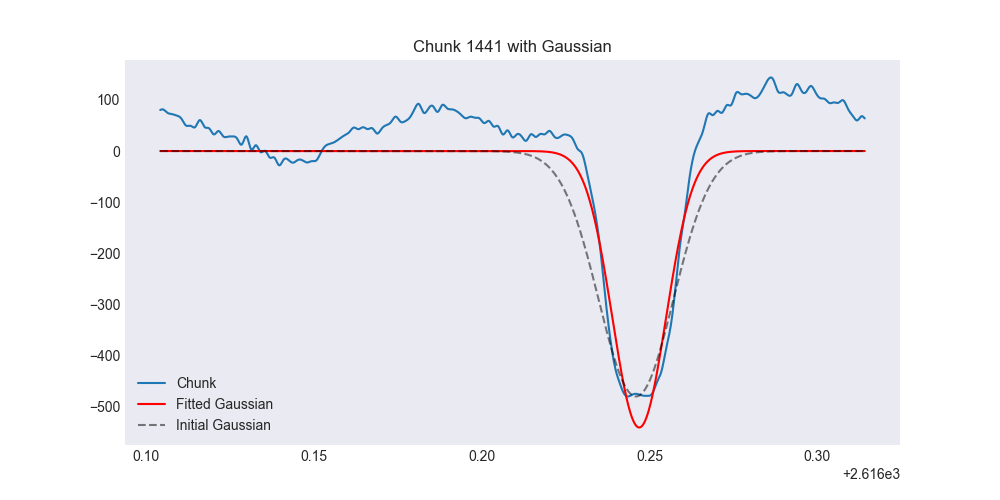 Chunk 1441 with Gaussian
100
0
−100
−200
−300
−400
−500
Chunk
Fitted Gaussian
Initial Gaussian
0.10 0.15 0.20 0.25 0.30
+2.616e3